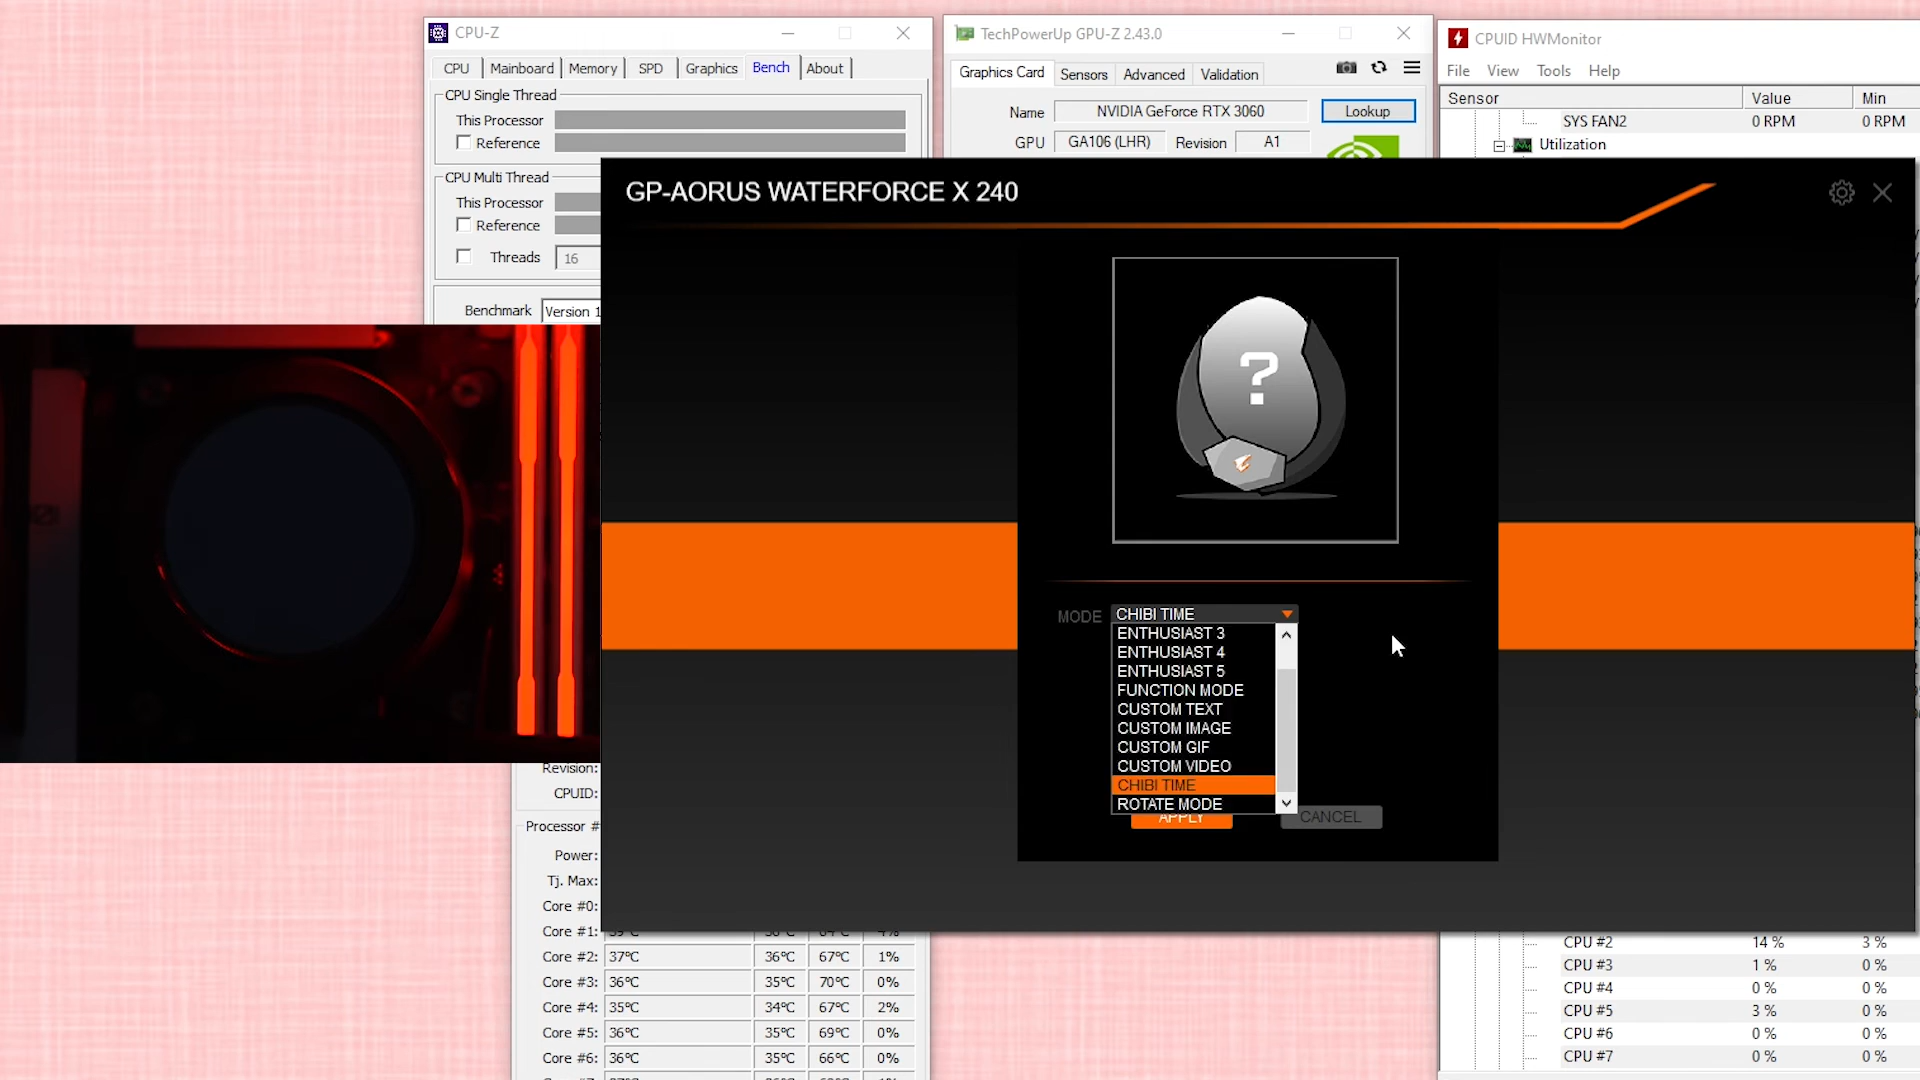 CPU-Z
CPU
Mainboard
Memory
SPD
Graphics
Bench
About
CPU Single Thread
This Processor
Reference
CPU Multi Thread
This Processor
Reference
Threads
16
Benchmark
Version 1
TechPowerUp GPU-Z 2.43.0
Graphics Card
Sensors
Advanced
Validation
Name
NVIDIA GeForce RTX 3060
Lookup
GPU
GA106 (LHR)
Revision
A1
CPUID HWMonitor
File View Tools Help
Sensor Value Min
SYS FAN2 0 RPM 0 RPM
Utilization
GP-AORUS WATERFORCE X 240
?
MODE
CHIBI TIME
ENTHUSIAST 3
ENTHUSIAST 4
ENTHUSIAST 5
FUNCTION MODE
CUSTOM TEXT
CUSTOM IMAGE
CUSTOM GIF
CUSTOM VIDEO
CHIBI TIME
ROTATE MODE
APPLY
CANCEL
Revision:
CPUID:
Processor #
Power:
Tj. Max:
Core #0:
Core #1:
Core #2: 37°C 36°C 67°C 1%
Core #3: 36°C 35°C 70°C 0%
Core #4: 35°C 34°C 67°C 2%
Core #5: 36°C 35°C 69°C 0%
Core #6: 36°C 35°C 66°C 0%
CPU #2 14 % 3 %
CPU #3 1 % 0 %
CPU #4 0 % 0 %
CPU #5 3 % 0 %
CPU #6 0 % 0 %
CPU #7 0 % 0 %